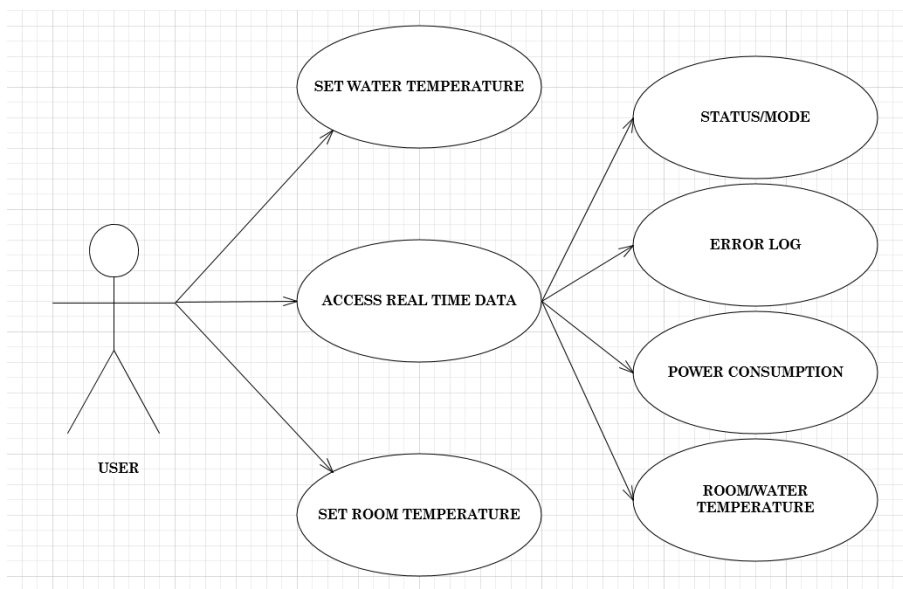 SET WATER TEMPERATURE
STATUS/MODE
ERROR LOG
ACCESS REAL TIME DATA
POWER CONSUMPTION
USER
SET ROOM TEMPERATURE
ROOM/WATER
TEMPERATURE